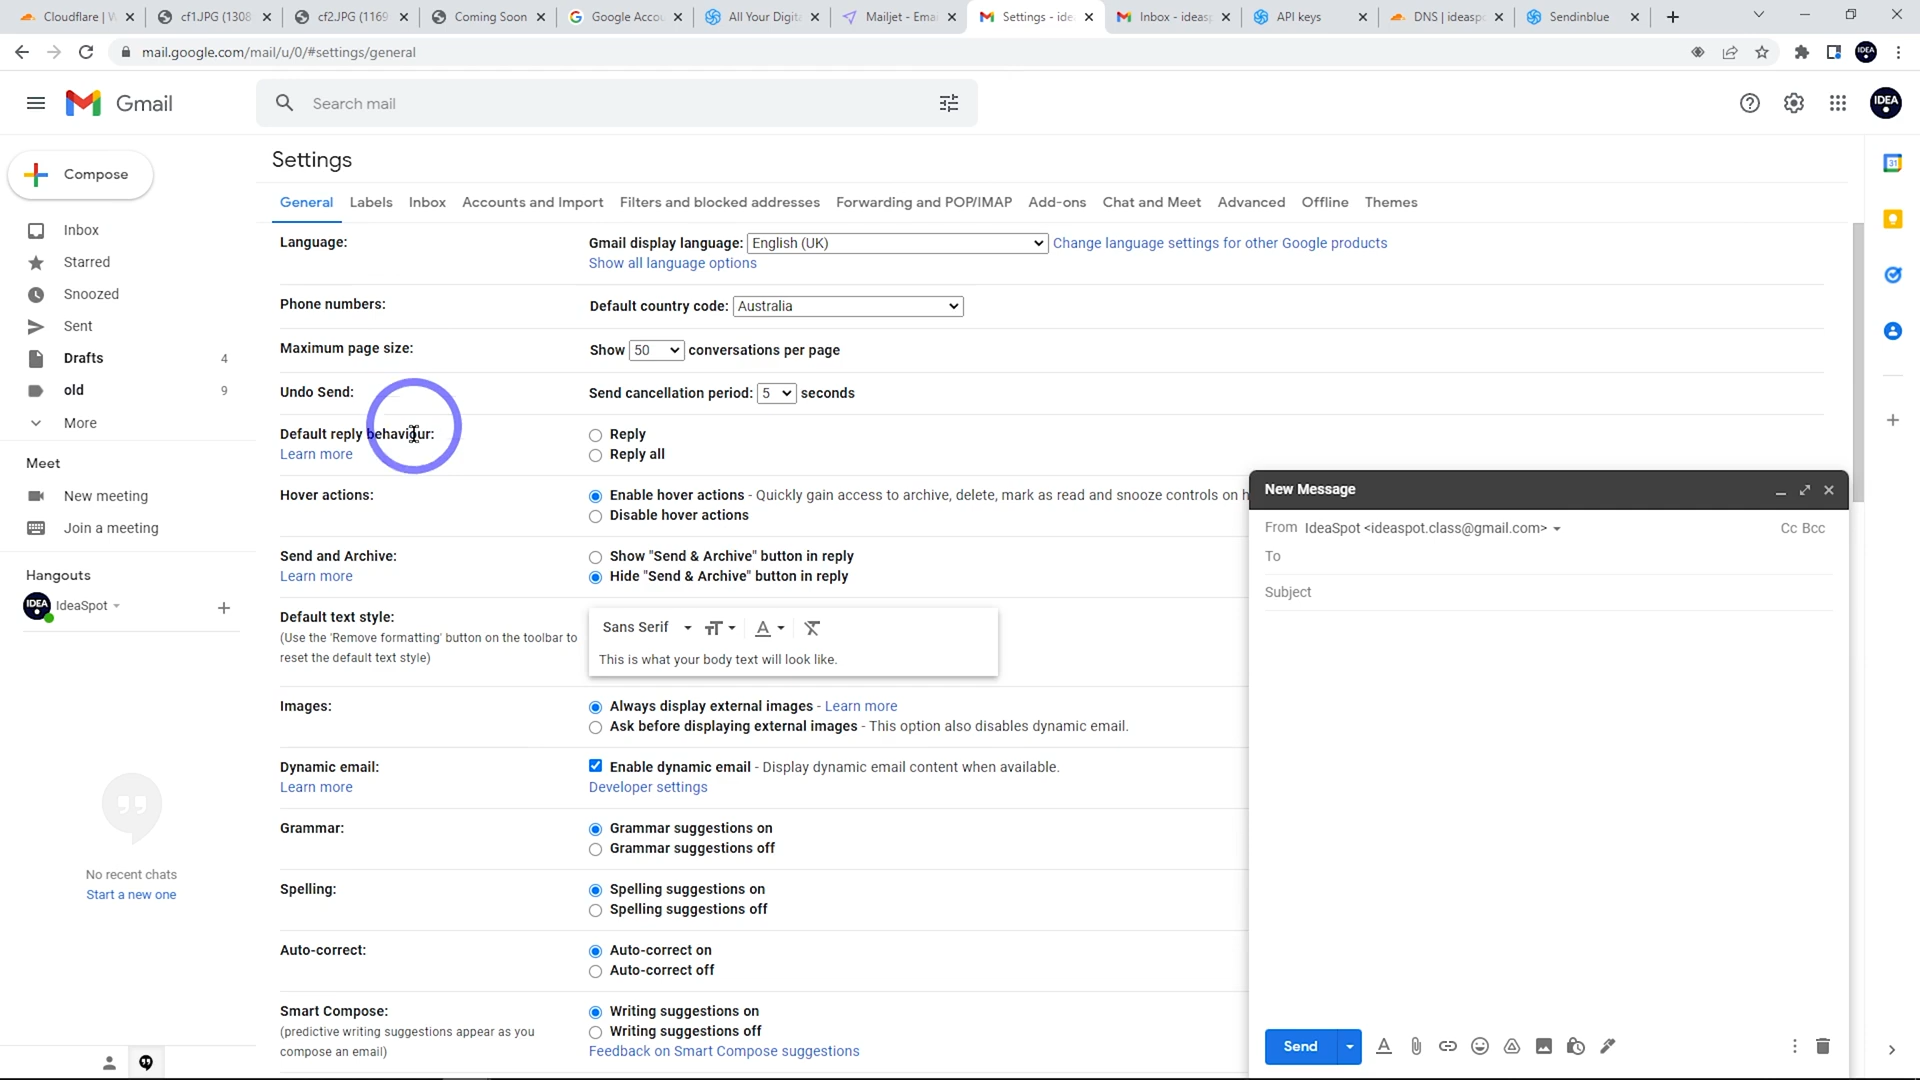 Cloudflare | W
cf1JPG (1308
cf2.JPG (1169
Coming Soon
Google Accou
All Your Digita
Mailjet - Emai
Settings - idea
Inbox - ideasp
API keys
DNS | ideaspo
Sendinblue
mail.google.com/mail/u/0/#settings/general
IDEA
Gmail
Search mail
IDEA
Settings
Compose
General Labels Inbox Accounts and Import Filters and blocked addresses Forwarding and POP/IMAP Add-ons Chat and Meet Advanced Offline Themes
Inbox
Starred
Snoozed
Sent
Drafts 4
old 9
More
Meet
New meeting
Join a meeting
Hangouts
IDEA IdeaSpot
No recent chats
Start a new one
Language:
Gmail display language: English (UK) Change language settings for other Google products
Show all language options
Phone numbers:
Default country code: Australia
Maximum page size:
Show 50 conversations per page
Undo Send:
Send cancellation period: 5 seconds
Default reply behaviour:
Learn more
Reply
Reply all
Hover actions:
Enable hover actions - Quickly gain access to archive, delete, mark as read and snooze controls on h
Disable hover actions
Send and Archive:
Learn more
Show "Send & Archive" button in reply
Hide "Send & Archive" button in reply
Default text style:
(Use the 'Remove formatting' button on the toolbar to
reset the default text style)
Sans Serif
This is what your body text will look like.
Images:
Always display external images - Learn more
Ask before displaying external images - This option also disables dynamic email.
Dynamic email:
Learn more
Enable dynamic email - Display dynamic email content when available.
Developer settings
Grammar:
Grammar suggestions on
Grammar suggestions off
Spelling:
Spelling suggestions on
Spelling suggestions off
Auto-correct:
Auto-correct on
Auto-correct off
Smart Compose:
(predictive writing suggestions appear as you
compose an email)
Writing suggestions on
Writing suggestions off
Feedback on Smart Compose suggestions
New Message
From IdeaSpot <ideaspot.class@gmail.com> Cc Bcc
To
Subject
Send
31